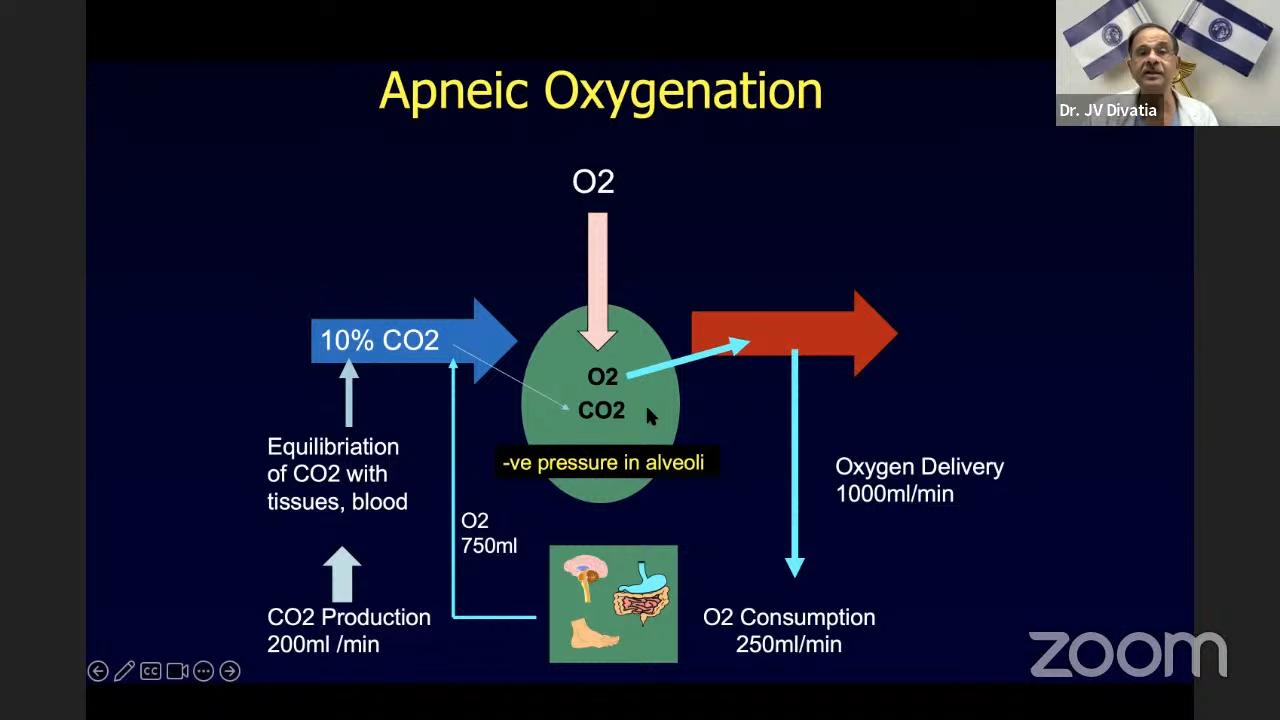 Apneic Oxygenation
Dr. JV Divatia
O2
10% CO2
O2
CO2
-ve pressure in alveoli
Equilibriation
of CO2 with
tissues, blood
O2
750ml
Oxygen Delivery
1000ml/min
CO2 Production
200ml /min
O2 Consumption
250ml/min
CC
zoom